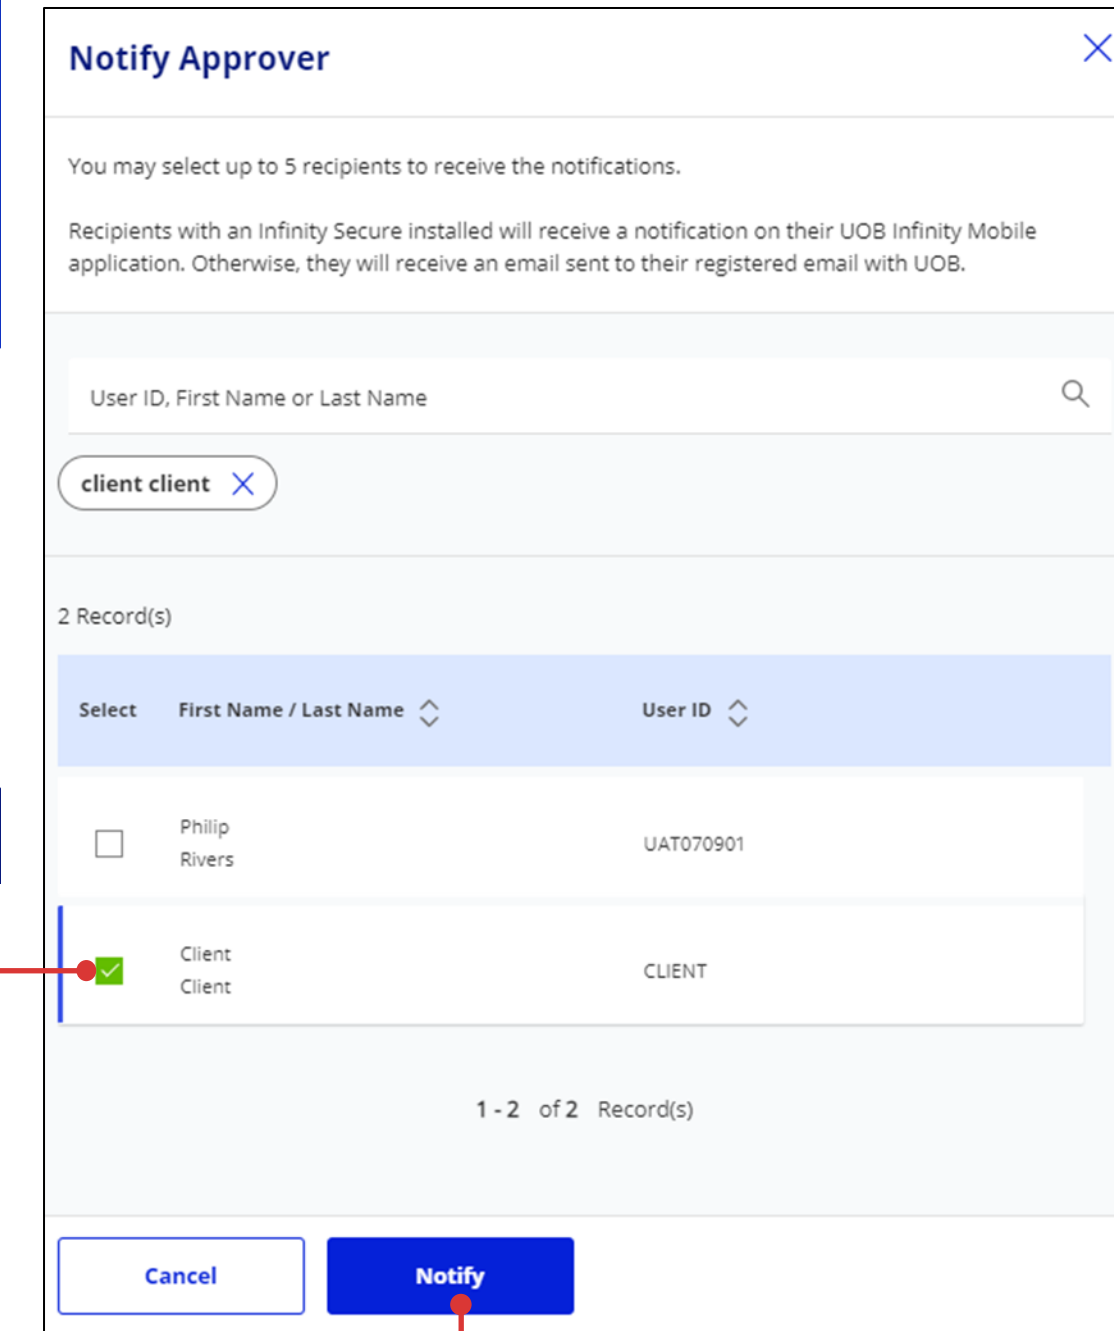 Notify Approver
You may select up to 5 recipients to receive the notifications.
Recipients with an Infinity Secure installed will receive a notification on their UOB Infinity Mobile
application. Otherwise, they will receive an email sent to their registered email with UOB.
User ID, First Name or Last Name
client client
2 Record(s)
Select First Name / Last Name User ID
Philip
Rivers
UAT070901
Client
Client
CLIENT
1 - 2 of 2 Record(s)
Cancel Notify